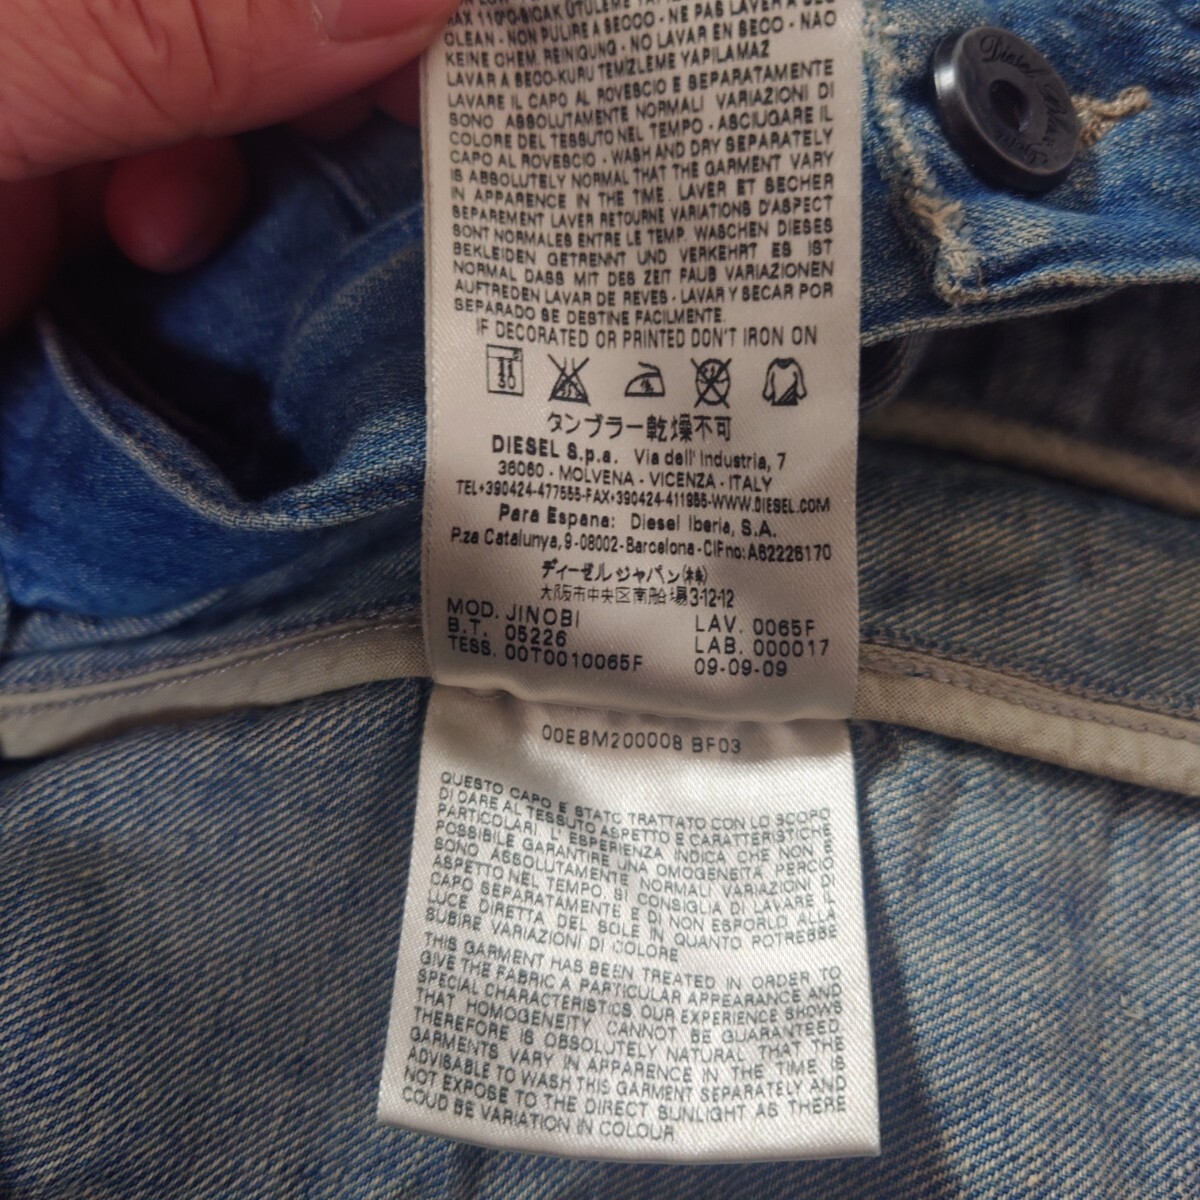 MAX 110°C-SICAK ÜTÜLEME
CLEAN - NON PULIRE A SECCO - NE PAS LAVER A SEC
KEINE CHEM. REINIGUNG - NO LAVAR EN SECO - NAO
LAVAR A SECO-KURU TEMIZLEME YAPILAMAZ
LAVARE IL CAPO AL ROVESCIO E SEPARATAMENTE
SONO ABSOLUTAMENTE NORMALI VARIAZIONI DI
COLORE DEL TESSUTO NEL TEMPO - ASCIUGARE IL
CAPO AL ROVESCIO - WASH AND DRY SEPARATELY
IS ABSOLUTELY NORMAL THAT THE GARMENT VARY
IN APPARENCE IN THE TIME. LAVER ET SECHER
SEPAREMENT LAVER RETOURNE VARIATIONS D'ASPECT
SONT NORMALES ENTRE LE TEMP. WASCHEN DIESES
BEKLEIDEN GETRENNT UND VERKEHRT ES IST
NORMAL DASS MIT DES ZEIT FAUB VARIAZIONEN
AUFTREDEN LAVAR DE REVES - LAVAR Y SECAR POR
SEPARADO SE DESTINE FACILMENTE.
IF DECORATED OR PRINTED DON'T IRON ON
30
タンブラー乾燥不可
DIESEL S.p.a. Via dell' Industria, 7
36060 - MOLVENA - VICENZA - ITALY
TEL+390424-477555-FAX+390424-411955-WWW.DIESEL.COM
Para Espana: Diesel Iberia, S.A.
P.za Catalunya, 9-08002-Barcelona-CIFno:A62226170
ディーゼルジャパン(株)
大阪市中央区南船場3-12-12
MOD. JINOBI LAV. 0065F
B.T. 05226 LAB. 000017
TESS. 00T0010065F 09-09-09
00E8M200008 BF03
QUESTO CAPO E STATO TRATTATO CON LO SCOPO
DI DARE AL TESSUTO ASPETTO E CARATTERISTICHE
PARTICOLARI. L' ESPERIENZA INDICA CHE NON E'
POSSIBILE GARANTIRE UNA OMOGENEITA PERCIO
SONO ASSOLUTAMENTE NORMALI VARIAZIONI DI
ASPETTO NEL TEMPO. SI CONSIGLIA DI LAVARE IL
CAPO SEPARATAMENTE E DI NON ESPORLO ALLA
LUCE DIRETTA DEL SOLE IN QUANTO POTREBBE
SUBIRE VARIAZIONI DI COLORE
THIS GARMENT HAS BEEN TREATED IN ORDER TO
GIVE THE FABRIC A PARTICULAR APPEARANCE AND
SPECIAL CHARACTERISTICS. OUR EXPERIENCE SHOWS
THAT HOMOGENEITY CANNOT BE GUARANTEED.
THEREFORE IS OBSOLUTELY NATURAL THAT THE
GARMENTS VARY IN APPARENCE IN THE TIME IS
ADVISABLE TO WASH THIS GARMENT SEPARATELY AND
NOT EXPOSE TO THE DIRECT SUNLIGHT AS THERE
COUD BE VARIATION IN COLOUR
Diesel